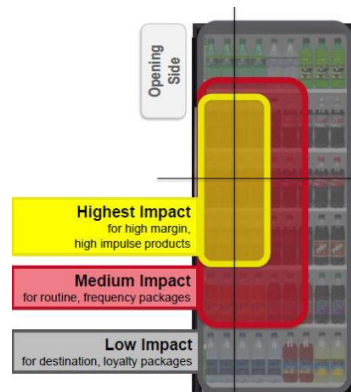 Opening
Side
Highest Impact
for high margin,
high impulse products
Medium Impact
for routine, frequency packages
Low Impact
for destination, loyalty packages